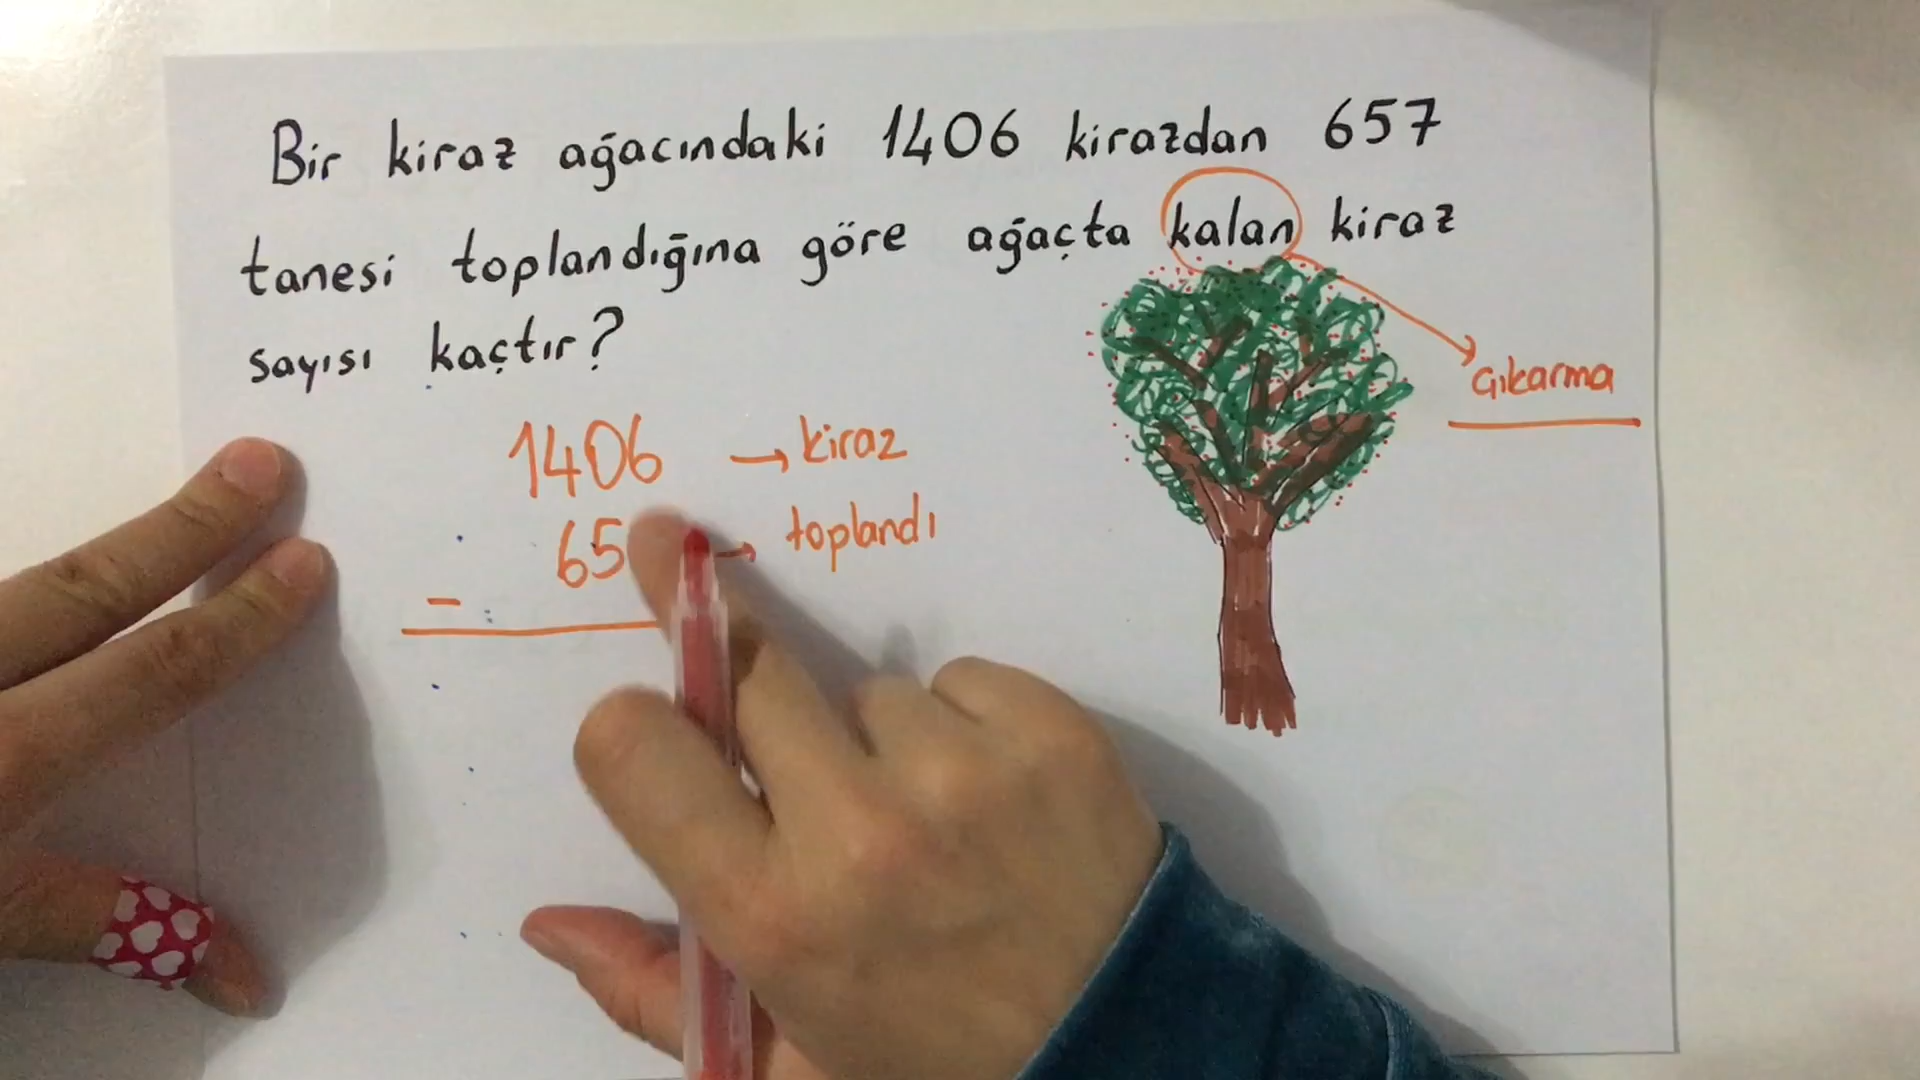 Bir kiraz ağacındaki 1406 kirazdan 657
tanesi toplandığına göre ağaçta kalan kiraz
sayısı kaçtır?
çıkarma
1406 → kiraz
65 → toplandı
-